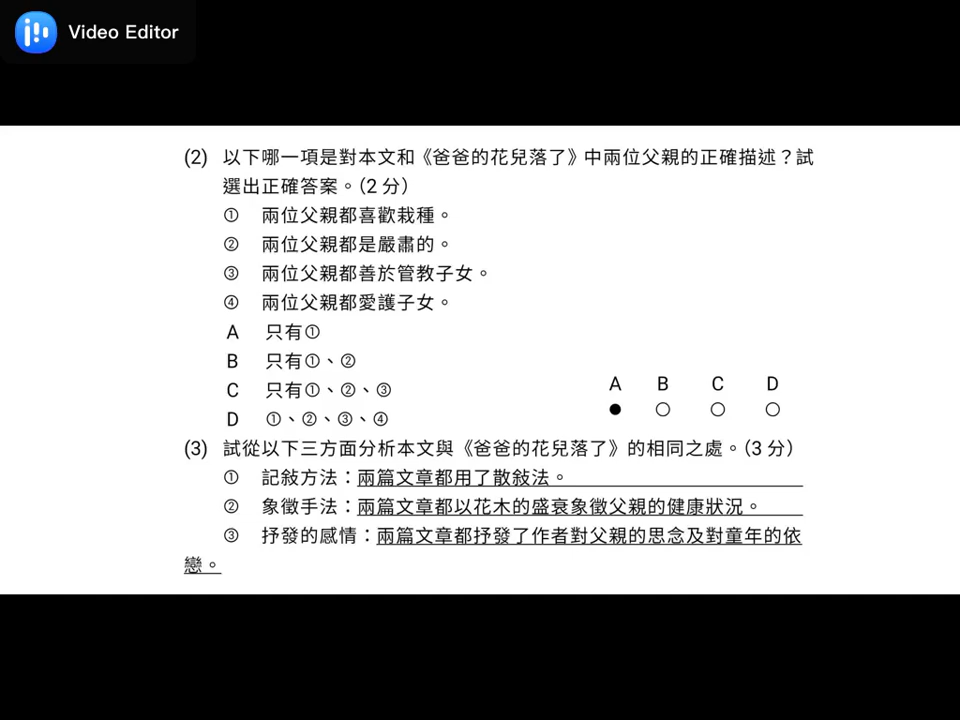 Video Editor
(2) 以下哪一項是對本文和《爸爸的花兒落了》中兩位父親的正確描述？試
選出正確答案。（2 分）
① 兩位父親都喜歡栽種。
② 兩位父親都是嚴肅的。
③ 兩位父親都善於管教子女。
④ 兩位父親都愛護子女。
A 只有①
B 只有①、②
C 只有①、②、③
D ①、②、③、④
A B C D
(3) 試從以下三方面分析本文與《爸爸的花兒落了》的相同之處。（3 分）
① 記敍方法：兩篇文章都用了散敍法。
② 象徵手法：兩篇文章都以花木的盛衰象徵父親的健康狀況。
③ 抒發的感情：兩篇文章都抒發了作者對父親的思念及對童年的依
戀。